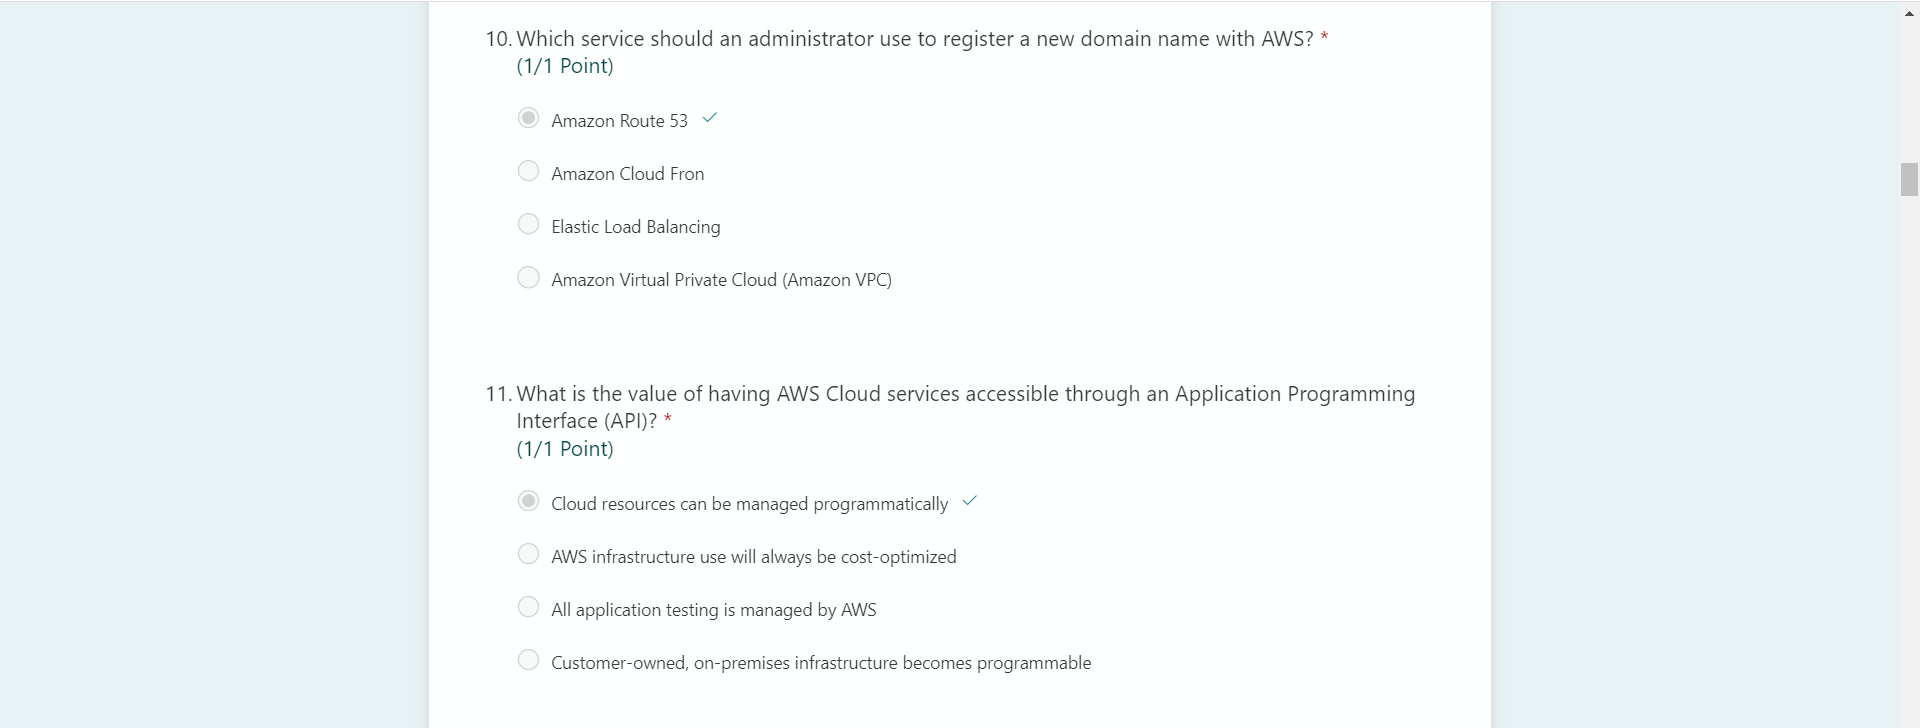 10. Which service should an administrator use to register a new domain name with AWS? *
(1/1 Point)
Amazon Route 53
Amazon Cloud Fron
Elastic Load Balancing
Amazon Virtual Private Cloud (Amazon VPC)
11. What is the value of having AWS Cloud services accessible through an Application Programming
Interface (API)? *
(1/1 Point)
Cloud resources can be managed programmatically
AWS infrastructure use will always be cost-optimized
All application testing is managed by AWS
Customer-owned, on-premises infrastructure becomes programmable